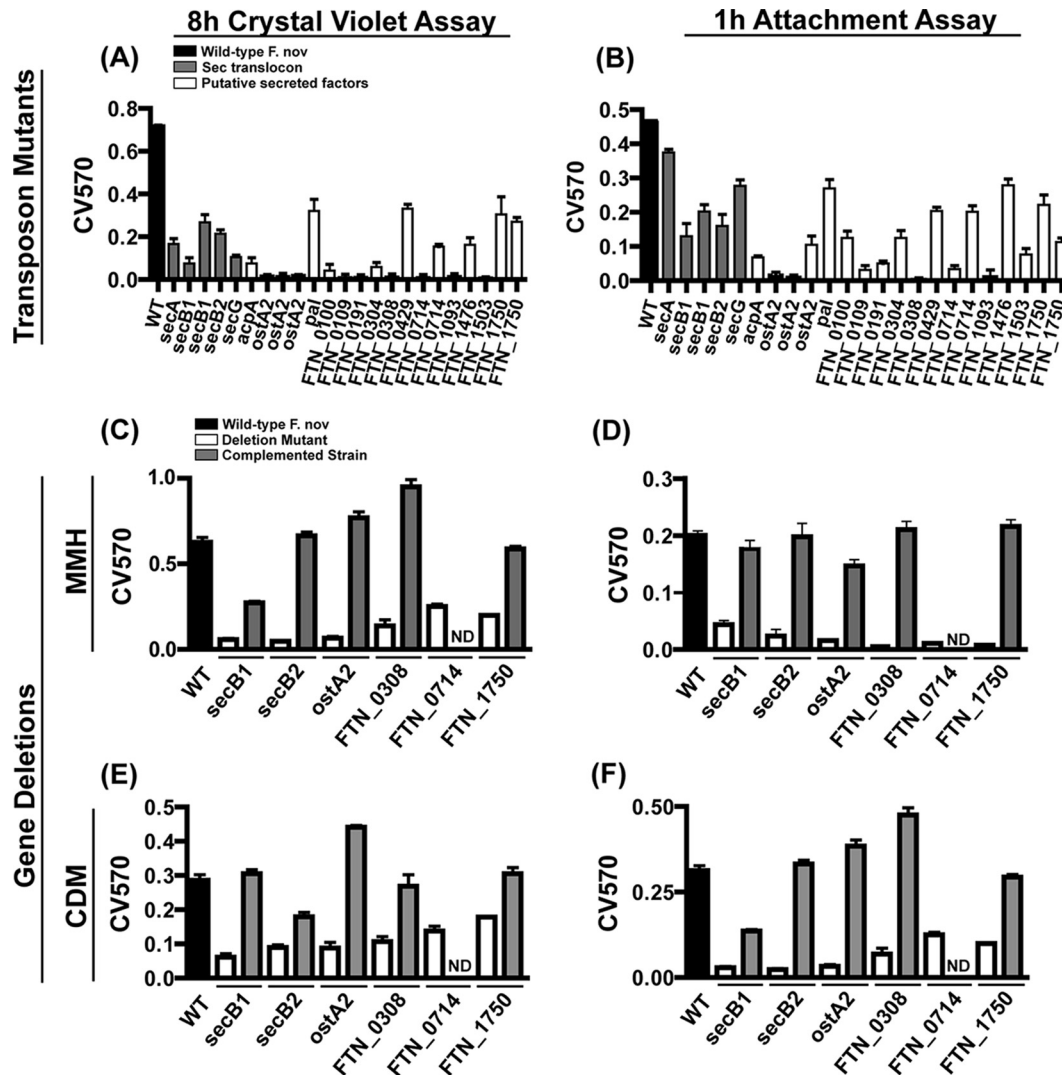 8h Crystal Violet Assay
1h Attachment Assay
Transposon Mutants
(A)
Wild-type F. nov
Sec translocon
Putative secreted factors
CV570
0.8
0.6
0.4
0.2
0.0
WT
secA
secB1
secB1
secB2
secG
acpA
ostA2
ostA2
ostA2
pal
FTN_0100
FTN_0109
FTN_0191
FTN_0304
FTN_0308
FTN_0429
FTN_0714
FTN_0714
FTN_1093
FTN_1476
FTN_1503
FTN_1750
FTN_1750
(B)
CV570
0.5
0.4
0.3
0.2
0.1
0.0
WT
secA
secB1
secB1
secB2
secG
acpA
ostA2
ostA2
ostA2
pal
FTN_0100
FTN_0109
FTN_0191
FTN_0304
FTN_0308
FTN_0429
FTN_0714
FTN_0714
FTN_1093
FTN_1476
FTN_1503
FTN_1750
FTN_1750
Gene Deletions
MMH
(C)
Wild-type F. nov
Deletion Mutant
Complemented Strain
CV570
1.0
0.5
0.0
ND
WT
secB1
secB2
ostA2
FTN_0308
FTN_0714
FTN_1750
(D)
CV570
0.3
0.2
0.1
0.0
ND
WT
secB1
secB2
ostA2
FTN_0308
FTN_0714
FTN_1750
CDM
(E)
CV570
0.5
0.4
0.3
0.2
0.1
0.0
ND
WT
secB1
secB2
ostA2
FTN_0308
FTN_0714
FTN_1750
(F)
CV570
0.50
0.25
0.00
ND
WT
secB1
secB2
ostA2
FTN_0308
FTN_0714
FTN_1750